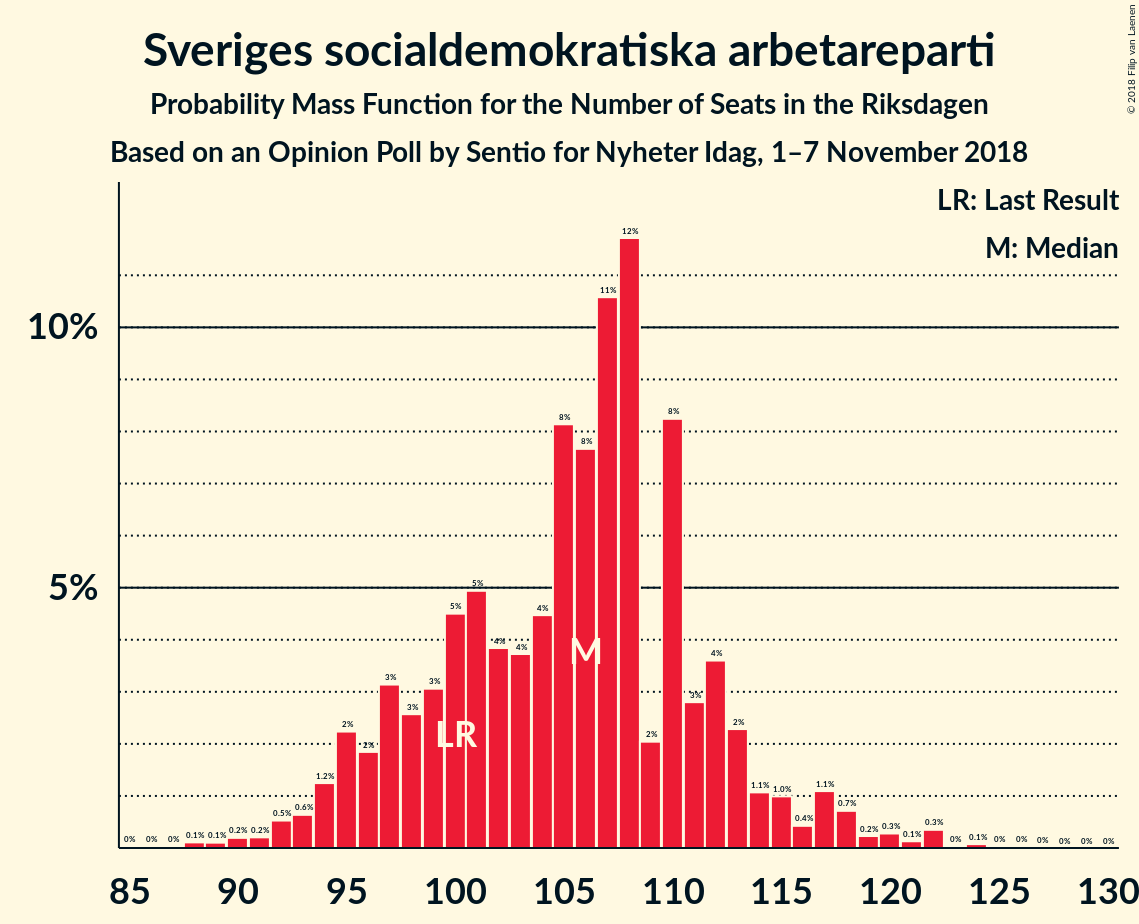 Sveriges socialdemokratiska arbetareparti
Probability Mass Function for the Number of Seats in the Riksdagen
Based on an Opinion Poll by Sentio for Nyheter Idag, 1–7 November 2018
© 2018 Filip van Laenen
LR: Last Result
M: Median
10%
5%
0% 0% 0% 0.1% 0.1% 0.2% 0.2% 0.5% 0.6% 1.2% 2% 2% 3% 3% 3% 5% 5% 4% 4% 4% 8% 8% 11% 12% 2% 8% 3% 4% 2% 1.1% 1.0% 0.4% 1.1% 0.7% 0.2% 0.3% 0.1% 0.3% 0% 0.1% 0% 0% 0% 0% 0% 0%
M
LR
85 90 95 100 105 110 115 120 125 130